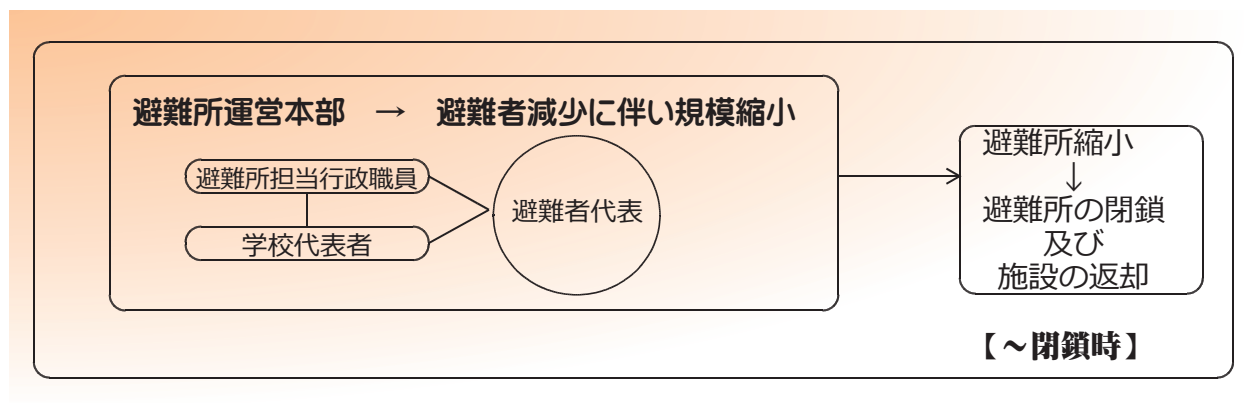 避難所運営本部　→　避難者減少に伴い規模縮小
避難所担当行政職員
学校代表者
避難者代表
避難所縮小
↓
避難所の閉鎖
及び
施設の返却
【～閉鎖時】